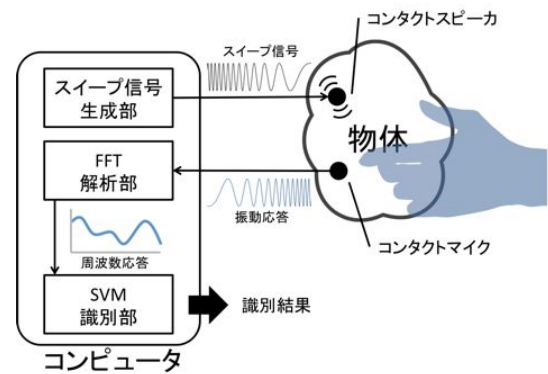 コンタクトスピーカ
スイープ信号
スイープ信号
生成部
物体
FFT
解析部
振動応答
コンタクトマイク
周波数応答
SVM
識別部
識別結果
コンピュータ